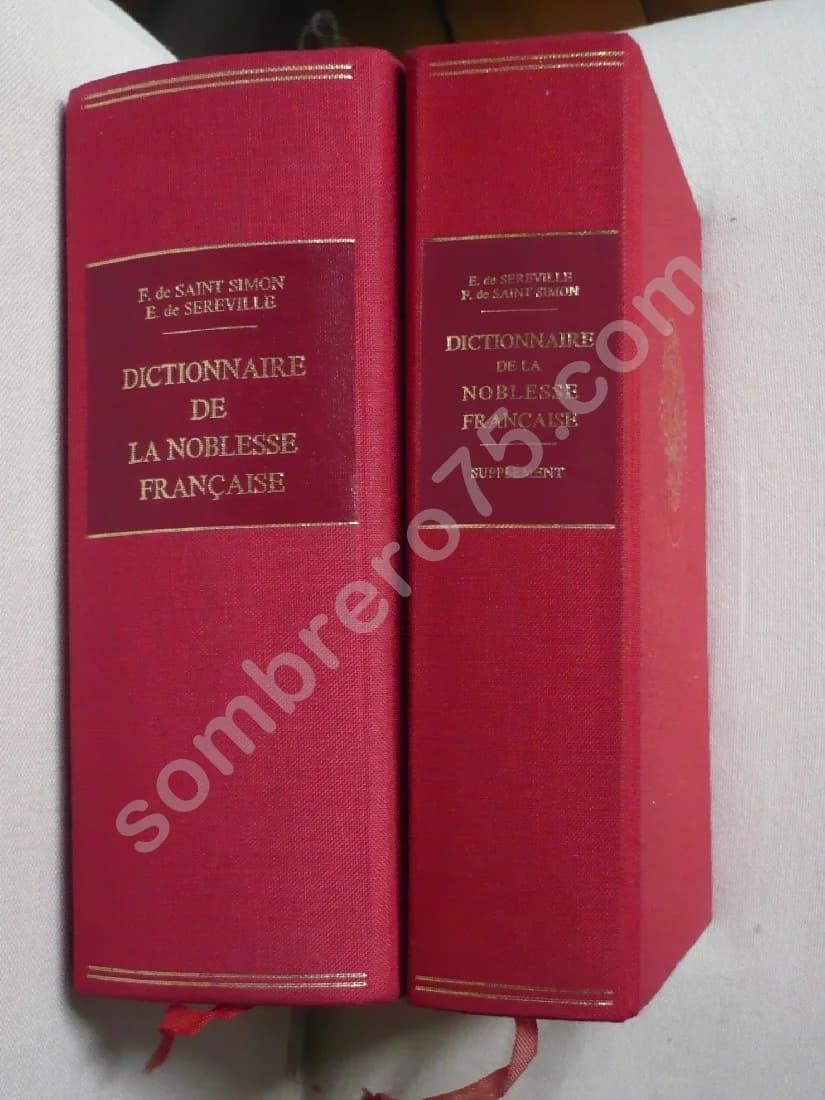 F. de SAINT SIMON
E. de SEREVILLE
DICTIONNAIRE
DE
LA NOBLESSE
FRANÇAISE
E. de SEREVILLE
F. de SAINT SIMON
DICTIONNAIRE
DE LA
NOBLESSE
FRANÇAISE
SUPPLEMENT
sombrero75.com